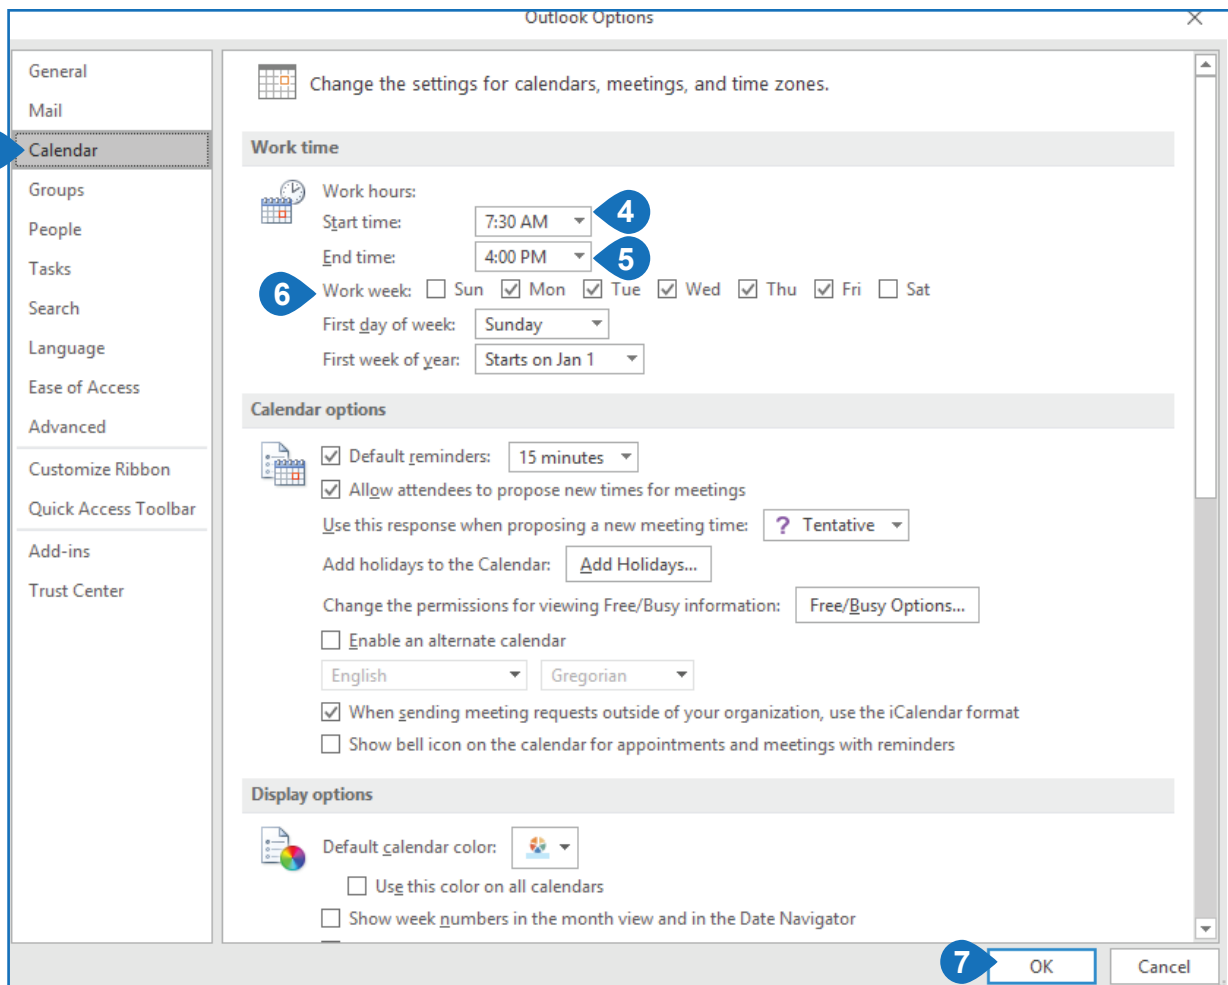 Outlook Options
General
Mail
Calendar
Groups
People
Tasks
Search
Language
Ease of Access
Advanced
Customize Ribbon
Quick Access Toolbar
Add-ins
Trust Center
Change the settings for calendars, meetings, and time zones.
Work time
Work hours:
Start time: 7:30 AM 4
End time: 4:00 PM 5
6 Work week: Sun Mon Tue Wed Thu Fri Sat
First day of week: Sunday
First week of year: Starts on Jan 1
Calendar options
Default reminders: 15 minutes
Allow attendees to propose new times for meetings
Use this response when proposing a new meeting time: ? Tentative
Add holidays to the Calendar: Add Holidays...
Change the permissions for viewing Free/Busy information: Free/Busy Options...
Enable an alternate calendar
English Gregorian
When sending meeting requests outside of your organization, use the iCalendar format
Show bell icon on the calendar for appointments and meetings with reminders
Display options
Default calendar color:
Use this color on all calendars
Show week numbers in the month view and in the Date Navigator
7 OK Cancel